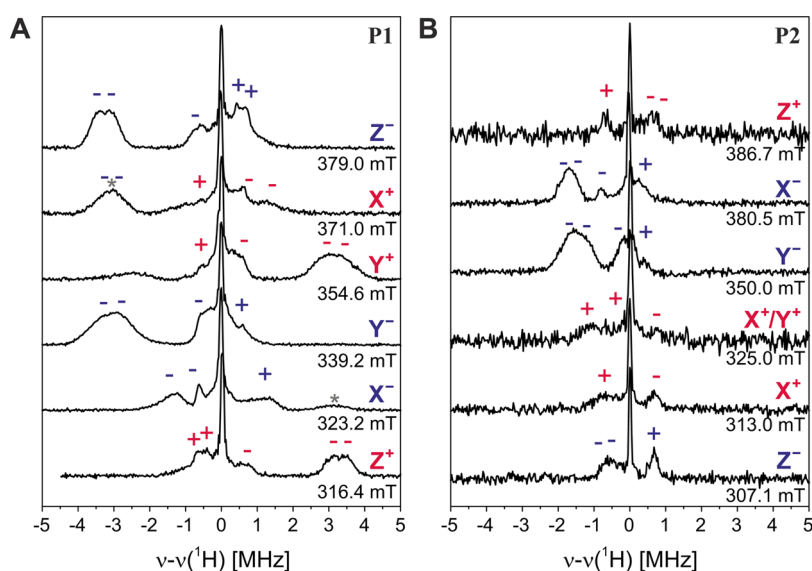 A P1
- - + +
- Z⁻
379.0 mT
- - * + - - X⁺
371.0 mT
+ - - - Y⁺
354.6 mT
- - - + Y⁻
339.2 mT
- - + * X⁻
323.2 mT
+ + - - - Z⁺
316.4 mT
-5 -4 -3 -2 -1 0 1 2 3 4 5
ν-ν(¹H) [MHz]
B P2
+ - - Z⁺
386.7 mT
- - - + X⁻
380.5 mT
- - - + Y⁻
350.0 mT
+ + - X⁺/Y⁺
325.0 mT
+ - X⁺
313.0 mT
- - + Z⁻
307.1 mT
-5 -4 -3 -2 -1 0 1 2 3 4 5
ν-ν(¹H) [MHz]